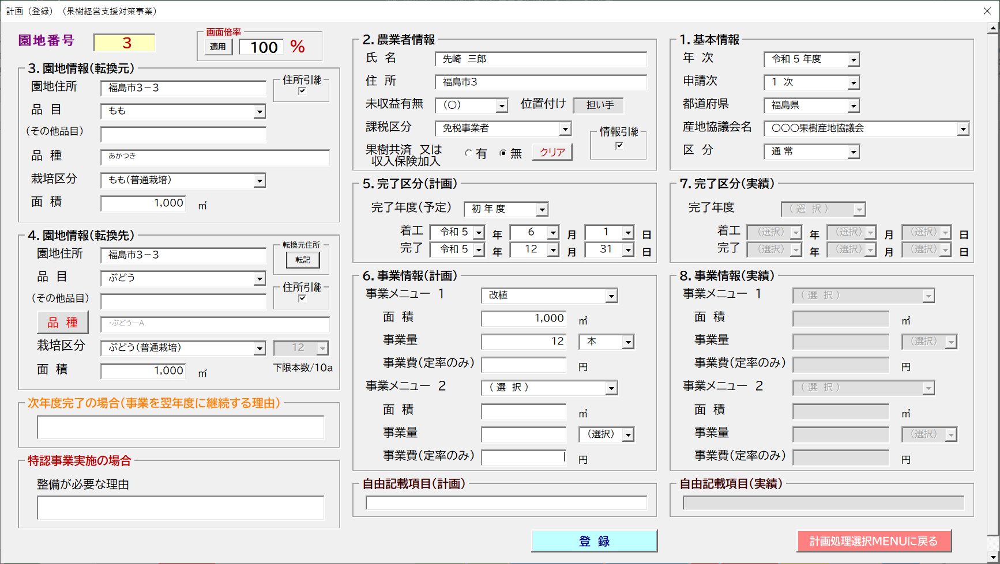 計画（登録）（果樹経営支援対策事業）
園地番号 3
画面倍率
適用 100 %
3．園地情報（転換元）
園地住所 福島市3－3
住所引継
品 目 もも
（その他品目）
品 種 あかつき
栽培区分 もも（普通栽培）
面 積 1,000 ㎡
4．園地情報（転換先）
園地住所 福島市3－3
転換元住所
転記
品 目 ぶどう
住所引継
（その他品目）
品 種 ・ぶどう―A
栽培区分 ぶどう（普通栽培） 12
面 積 1,000 ㎡ 下限本数/10a
次年度完了の場合（事業を翌年度に継続する理由）
特認事業実施の場合
整備が必要な理由
2．農業者情報
氏 名 先崎 三郎
住 所 福島市3
未収益有無 （〇） 位置付け 担い手
課税区分 免税事業者
情報引継
果樹共済 又は
収入保険加入 有 無 クリア
5．完了区分（計画）
完了年度（予定） 初 年 度
着工 令和 5 年 6 月 1 日
完了 令和 5 年 12 月 31 日
6．事業情報（計画）
事業メニュー 1 改植
面 積 1,000 ㎡
事業量 12 本
事業費（定率のみ） 円
事業メニュー 2 （ 選 択 ）
面 積 ㎡
事業量 （選択）
事業費（定率のみ） 円
自由記載項目（計画）
登 録
1．基本情報
年 次 令和 5 年度
申請次 1 次
都道府県 福島県
産地協議会名 〇〇〇果樹産地協議会
区 分 通 常
7．完了区分（実績）
完了年度 （ 選 択 ）
着工 （選択） 年 （選択） 月 （選択） 日
完了 （選択） 年 （選択） 月 （選択） 日
8．事業情報（実績）
事業メニュー 1 （ 選 択 ）
面 積 ㎡
事業量 （選択）
事業費（定率のみ） 円
事業メニュー 2 （ 選 択 ）
面 積 ㎡
事業量 （選択）
事業費（定率のみ） 円
自由記載項目（実績）
計画処理選択MENUに戻る